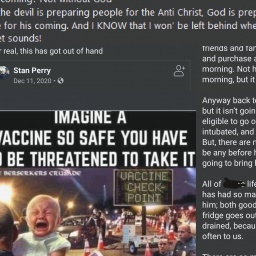 coming! Not without God
the devil is preparing people for the Anti Christ, God is prep
e for his coming. And I KNOW that I won' be left behind whe
et sounds!
r real, this has got out of hand
Stan Perry
Dec 11, 2020
IMAGINE A
VACCINE SO SAFE YOU HAVE
O BE THREATENED TO TAKE IT
BERSERKERS CRUSADE
VACCINE
CHECK-
POINT
friends and fan
and purchase a
morning. Not h
morning, but it
Anyway back to
but it isn't going
eligible to go o
intubated, and
But, there are r
be any before h
going to bring h
All of life
has had so ma
him; both good
fridge goes out
drained, becau
often to us.